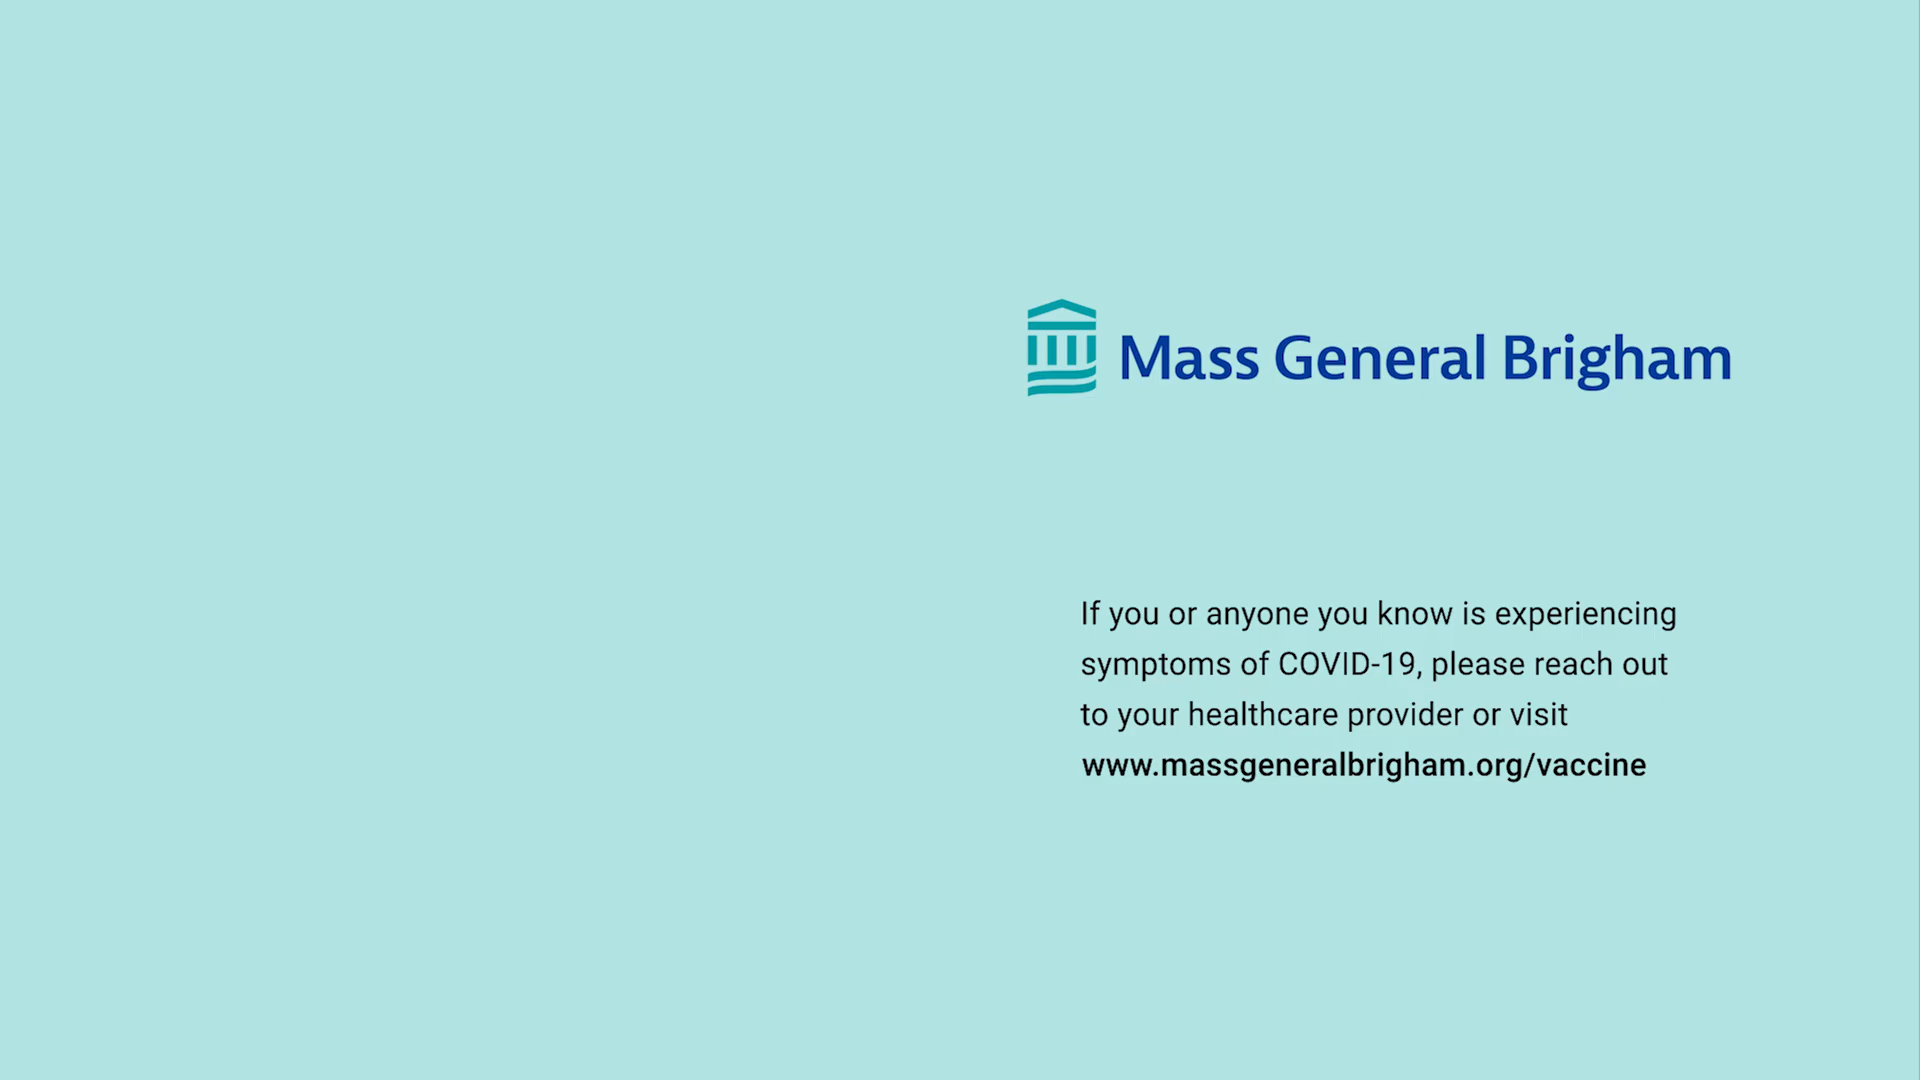 Mass General Brigham
If you or anyone you know is experiencing
symptoms of COVID-19, please reach out
to your healthcare provider or visit
www.massgeneralbrigham.org/vaccine